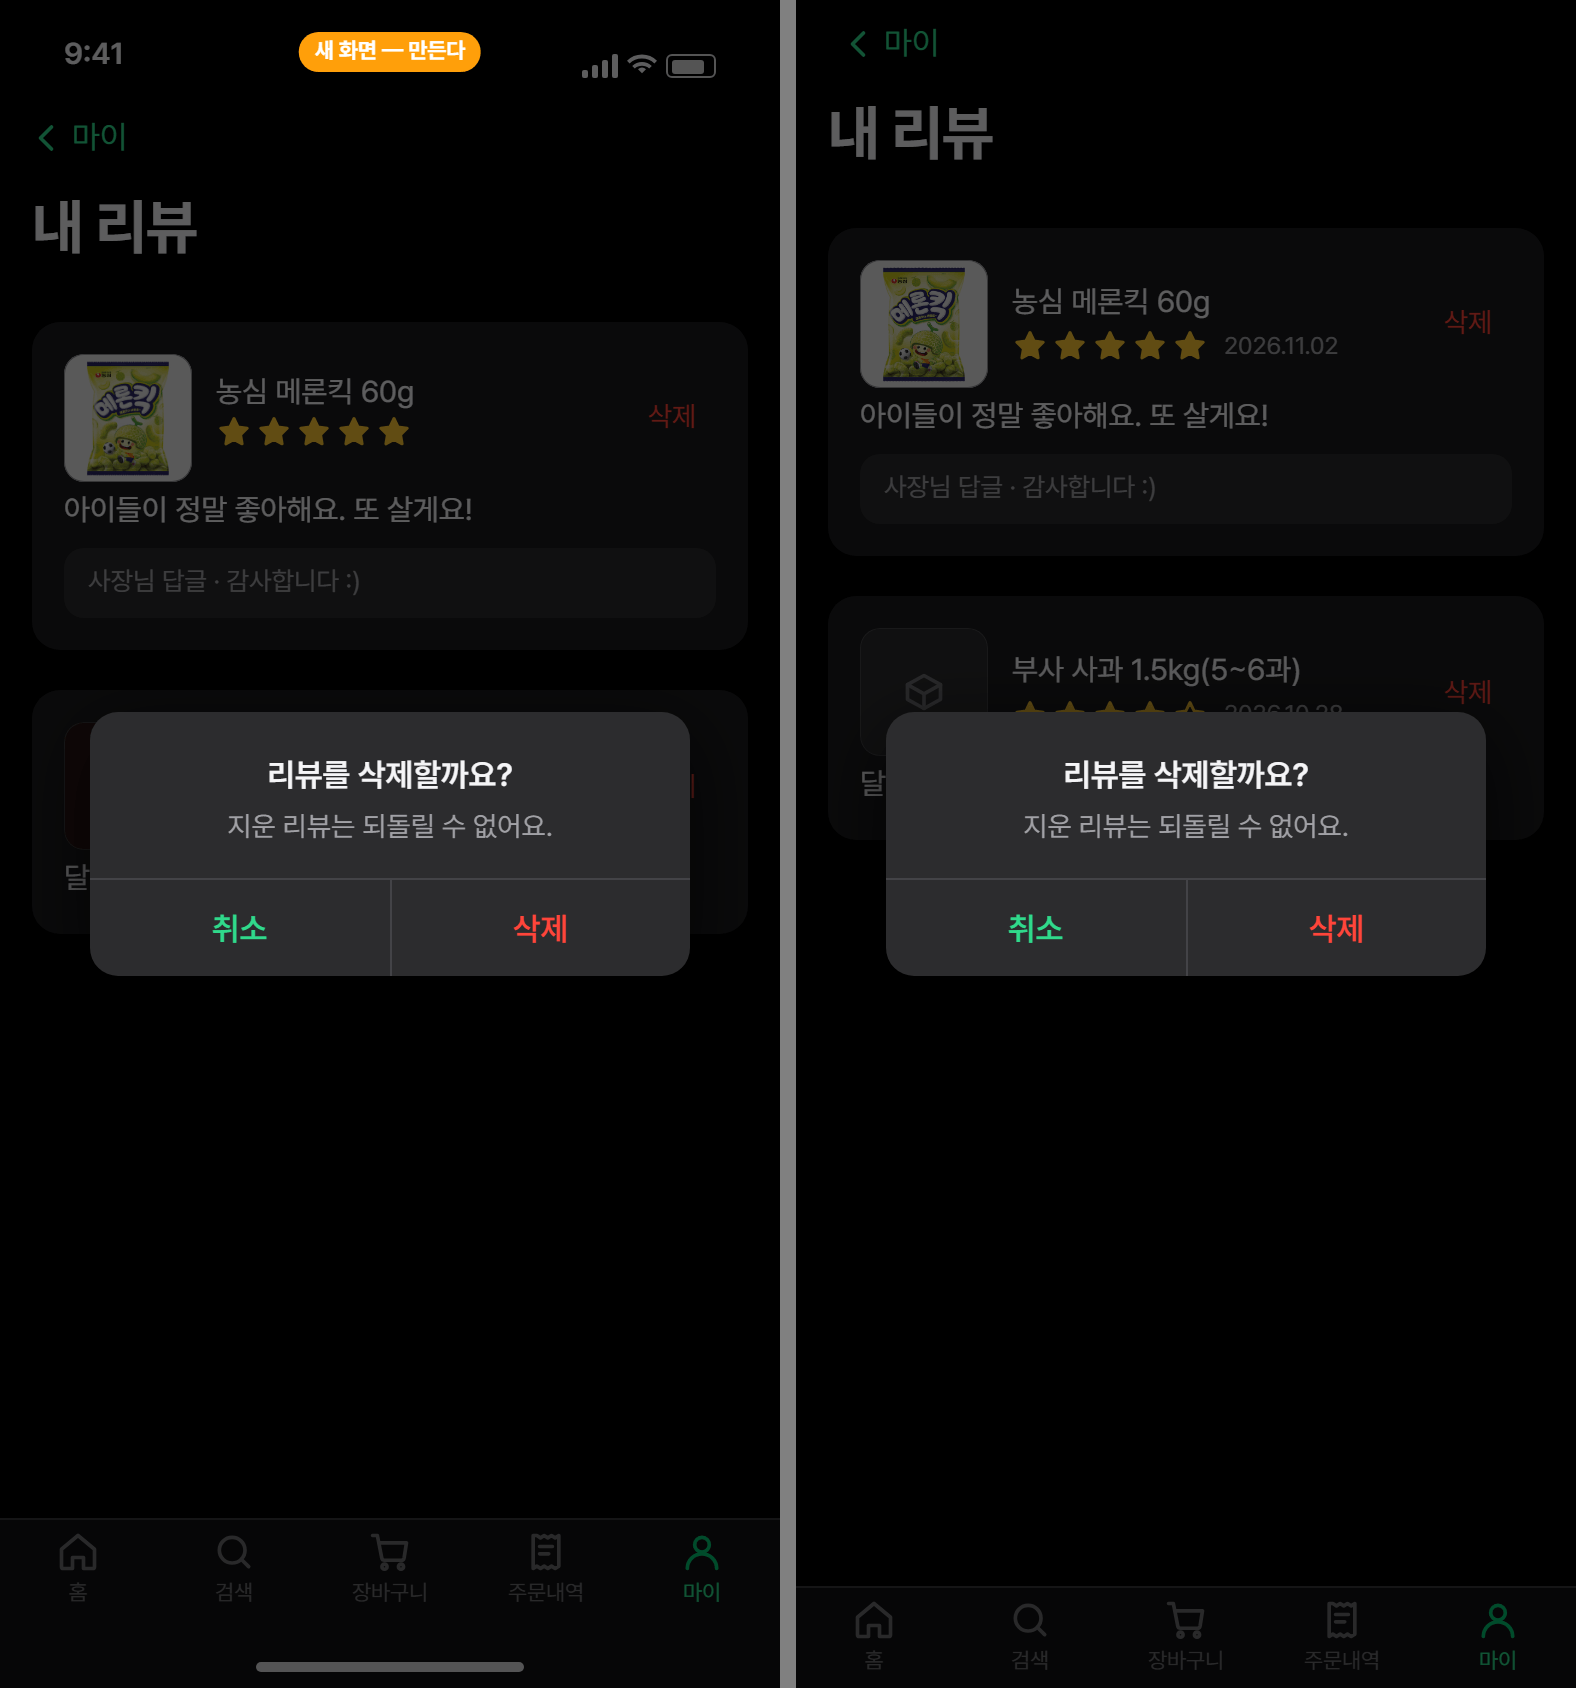 9:41
새 화면 — 만든다
마이
내 리뷰
메론킥
농심 메론킥 60g
삭제
아이들이 정말 좋아해요. 또 살게요!
사장님 답글 · 감사합니다 :)
달
리뷰를 삭제할까요?
지운 리뷰는 되돌릴 수 없어요.
취소
삭제
홈
검색
장바구니
주문내역
마이
마이
내 리뷰
메론킥
농심 메론킥 60g
2026.11.02
삭제
아이들이 정말 좋아해요. 또 살게요!
사장님 답글 · 감사합니다 :)
부사 사과 1.5kg(5~6과)
2026.10.28
삭제
달
리뷰를 삭제할까요?
지운 리뷰는 되돌릴 수 없어요.
취소
삭제
홈
검색
장바구니
주문내역
마이